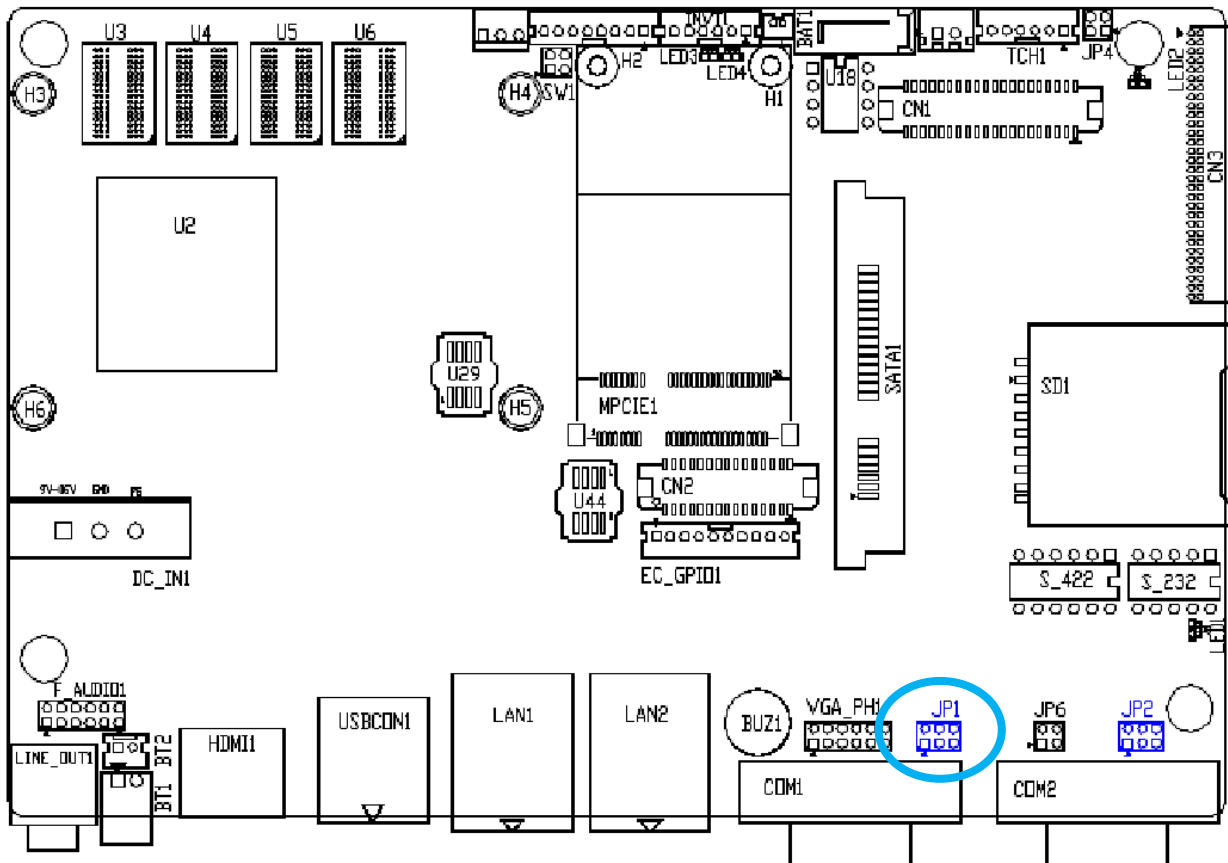 U3
U4
U5
U6
INVT1
BAT1
TCH1
JP4
LED2
H3
H4
SW1
H2
LED3
LED4
H1
U18
CN1
CN3
U2
U29
SATA1
SD1
H6
H5
MPCIE1
CN2
U44
GND
DC_IN1
EC_GPIO1
S_422
S_232
LED1
F_AUDIO1
USBCON1
LAN1
LAN2
BUZ1
VGA_PH1
JP1
JP6
JP2
LINE_OUT1
BT2
BT1
HDMI1
COM1
COM2